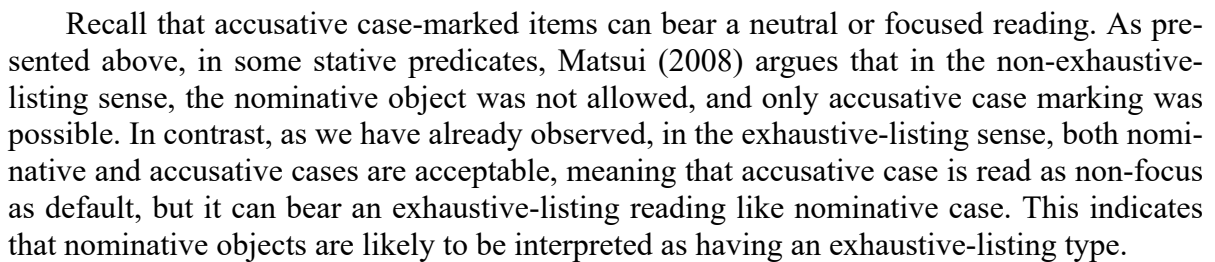 Recall that accusative case-marked items can bear a neutral or focused reading. As pre-
sented above, in some stative predicates, Matsui (2008) argues that in the non-exhaustive-
listing sense, the nominative object was not allowed, and only accusative case marking was
possible. In contrast, as we have already observed, in the exhaustive-listing sense, both nomi-
native and accusative cases are acceptable, meaning that accusative case is read as non-focus
as default, but it can bear an exhaustive-listing reading like nominative case. This indicates
that nominative objects are likely to be interpreted as having an exhaustive-listing type.